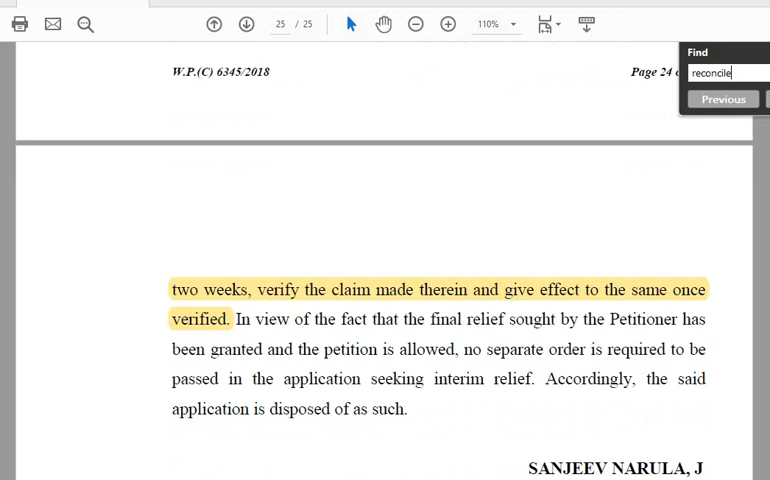 25 / 25
110%
Find
reconcile
Previous
W.P.(C) 6345/2018
Page 24
two weeks, verify the claim made therein and give effect to the same once
verified. In view of the fact that the final relief sought by the Petitioner has
been granted and the petition is allowed, no separate order is required to be
passed in the application seeking interim relief. Accordingly, the said
application is disposed of as such.
SANJEEV NARULA, J